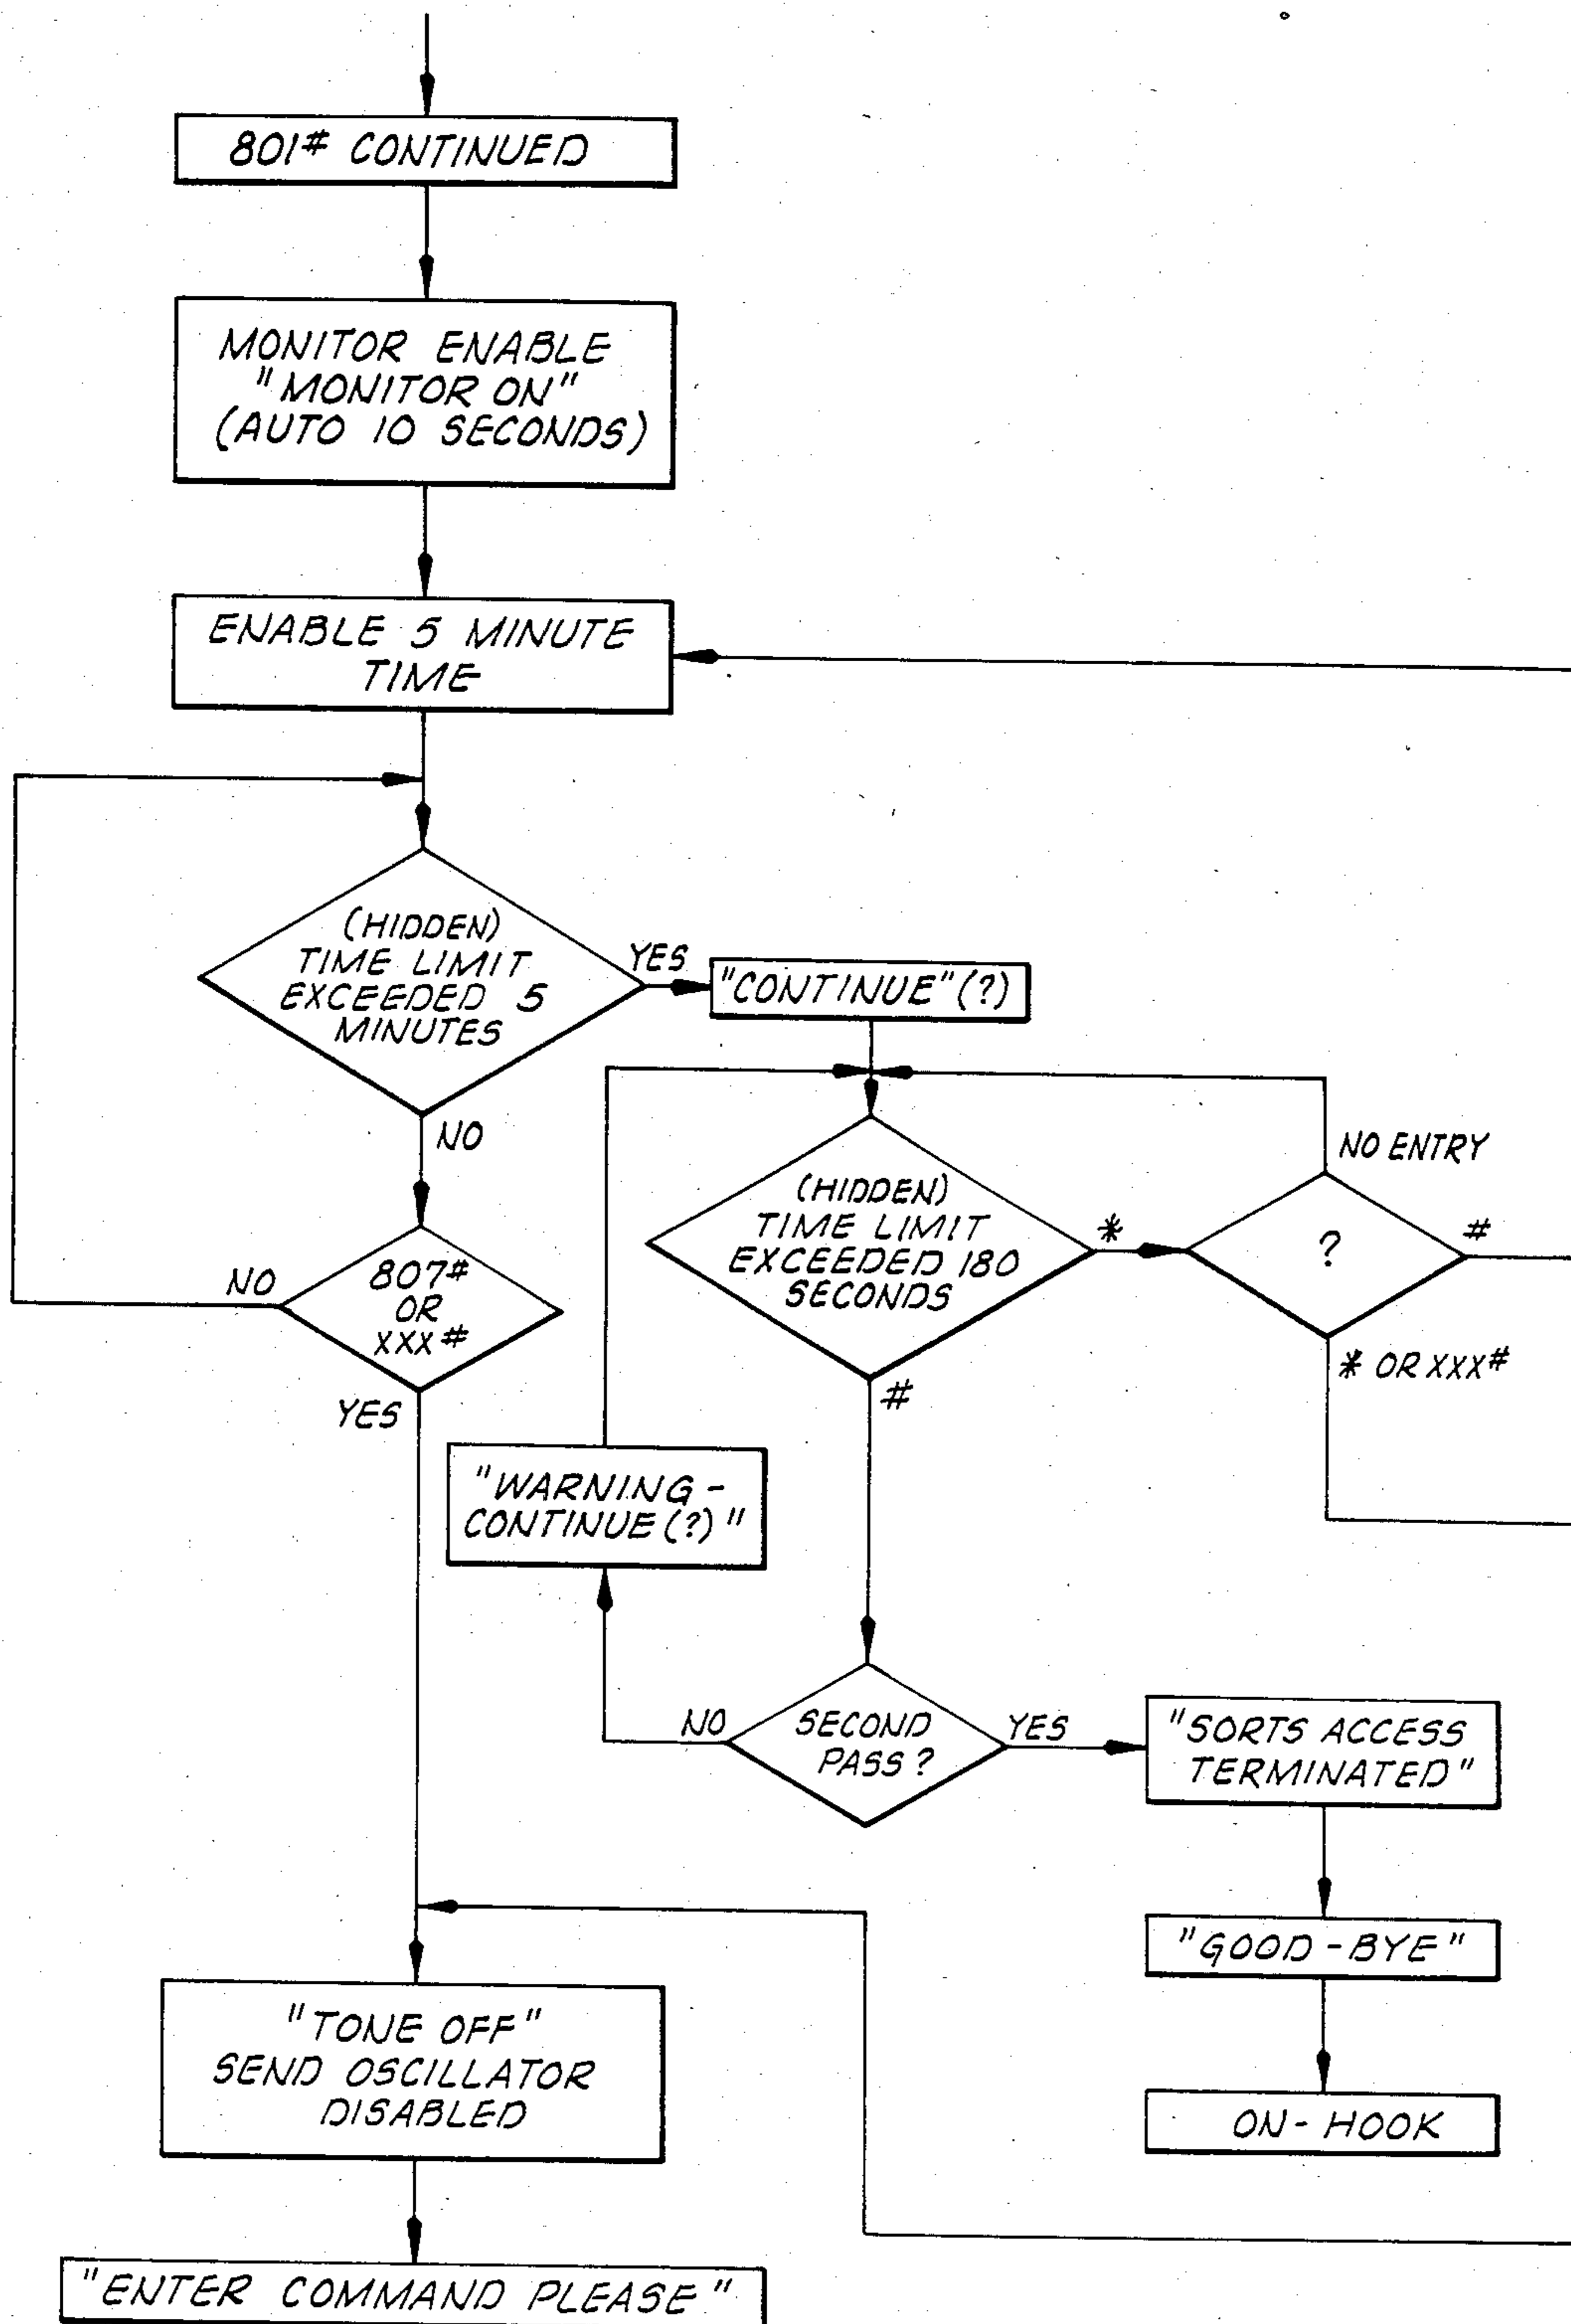 801# CONTINUED
MONITOR ENABLE
"MONITOR ON"
(AUTO 10 SECONDS)
ENABLE 5 MINUTE
TIME
(HIDDEN)
TIME LIMIT
EXCEEDED 5
MINUTES
YES
"CONTINUE"(?)
NO
(HIDDEN)
TIME LIMIT
EXCEEDED 180
SECONDS
*
NO ENTRY
?
#
* OR XXX#
#
807#
OR
XXX#
NO
YES
"WARNING-
CONTINUE(?)"
NO
SECOND
PASS?
YES
"SORTS ACCESS
TERMINATED"
"GOOD-BYE"
ON-HOOK
"TONE OFF"
SEND OSCILLATOR
DISABLED
"ENTER COMMAND PLEASE"